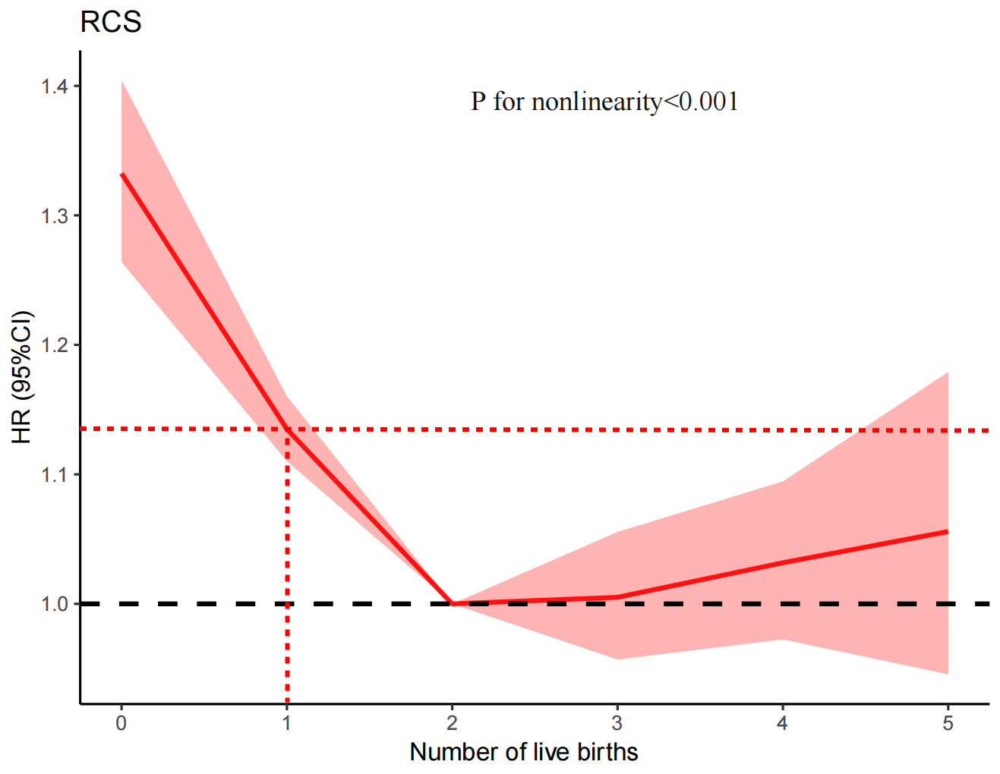 RCS
P for nonlinearity<0.001
HR (95%CI)
1.4
1.3
1.2
1.1
1.0
0 1 2 3 4 5
Number of live births